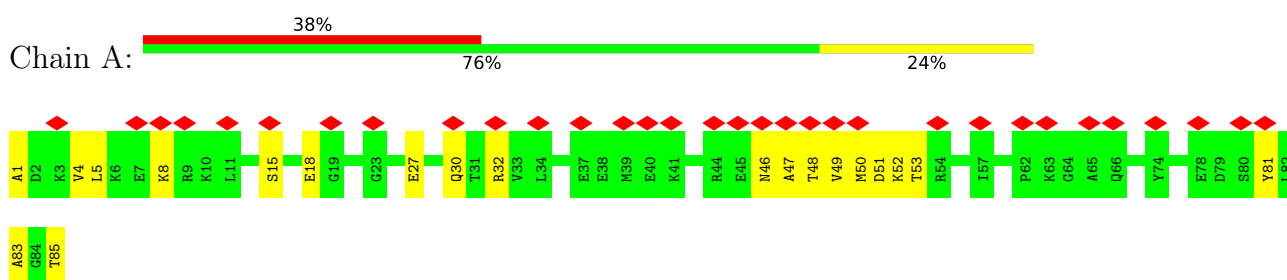 38%
Chain A:
76% 24%
A1 D2 K3 V4 L5 K6 E7 K8 R9 K10 L11 S15 E18 G19 G23 E27 Q30 T31 R32 V33 L34 E37 E38 M39 E40 K41 R44 E45 N46 A47 T48 V49 M50 D51 K52 T53 R54 I57 P62 K63 G64 A65 Q66 Y74 E78 D79 S80 Y81 L82
A83 G84 T85